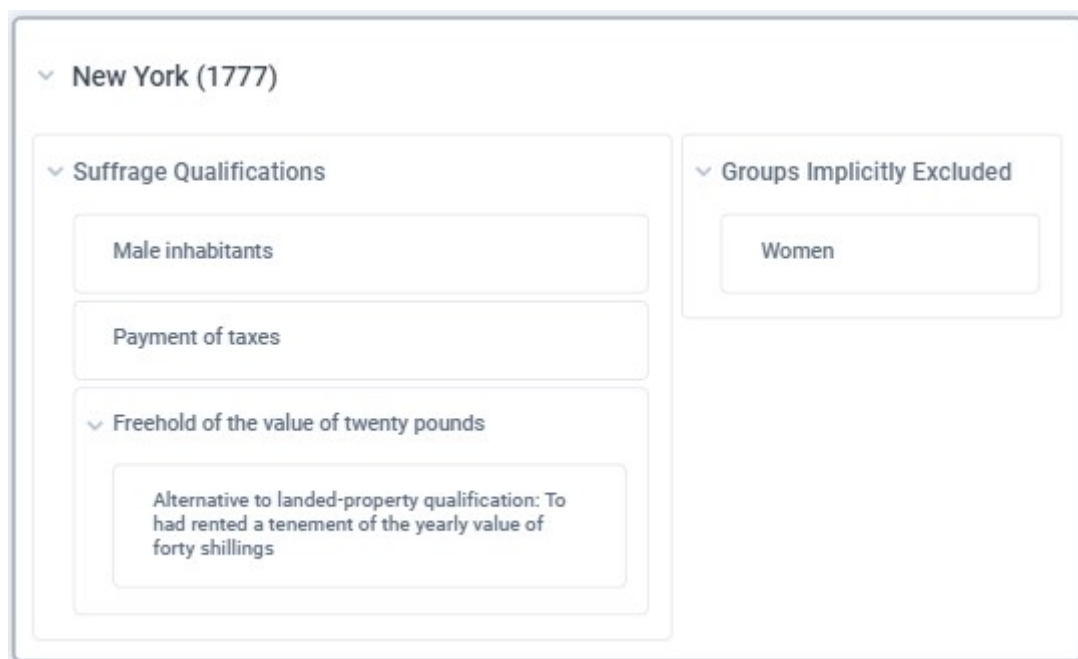 New York (1777)
Suffrage Qualifications
Male inhabitants
Payment of taxes
Freehold of the value of twenty pounds
Alternative to landed-property qualification: To
had rented a tenement of the yearly value of
forty shillings
Groups Implicitly Excluded
Women